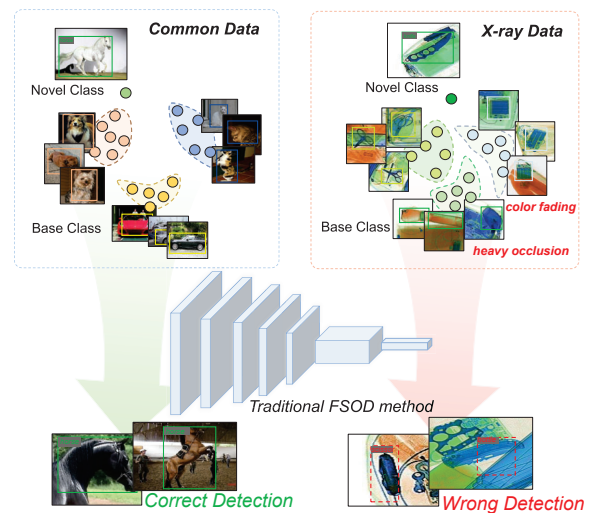 Common Data
X-ray Data
Novel Class
Novel Class
Base Class
Base Class
color fading
heavy occlusion
Traditional FSOD method
Correct Detection
Wrong Detection